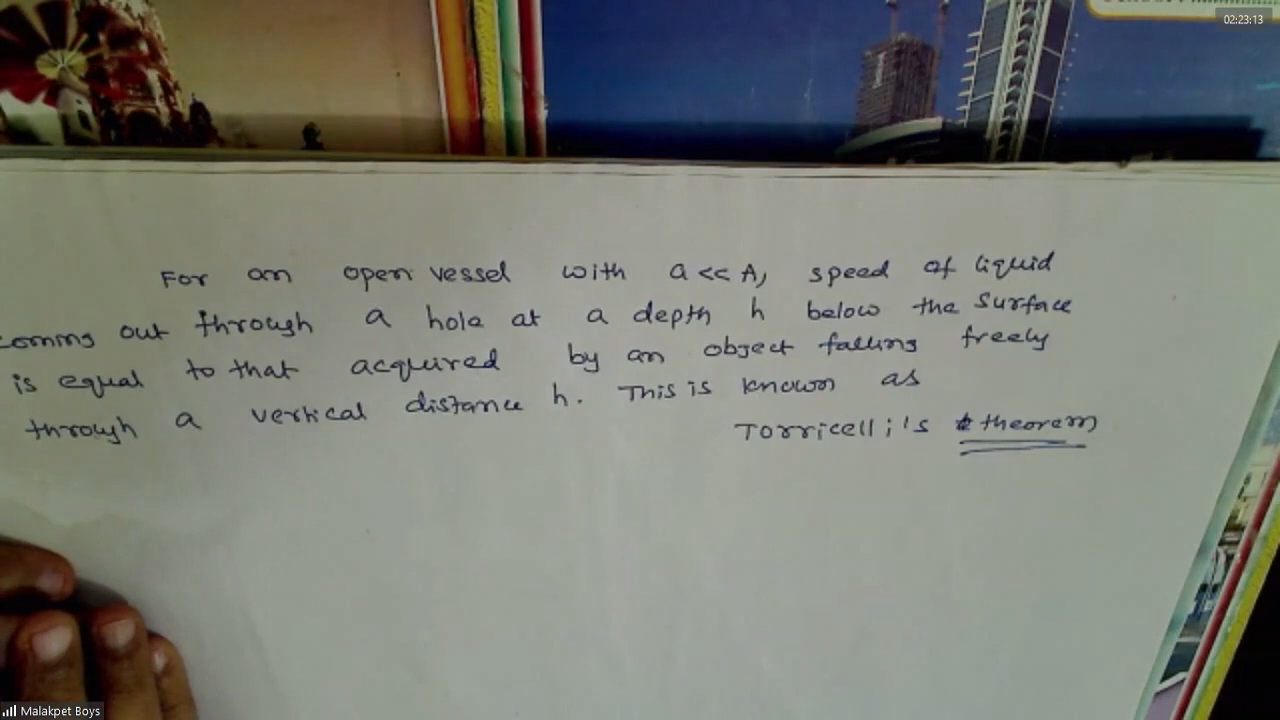 02:23:13
For an open vessel with a << A, speed of liquid
coming out through a hole at a depth h below the surface
is equal to that acquired by an object falling freely
through a vertical distance h. This is known as
Torricelli's theorem
Malakpet Boys